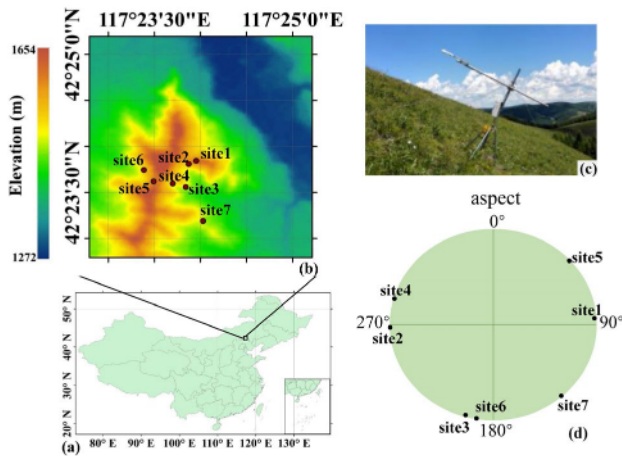 117°23'30"E 117°25'0"E
1654
42°25'0"N
Elevation (m)
site2 site1
site6
site4
site5 site3
42°23'30"N
site7
1272
(b)
(c)
aspect
0°
site5
site4
site1
270° 90°
site2
site6 site7
site3
180°
(d)
50° N
40° N
30° N
20° N
(a)
80° E 90° E 100° E 110° E 120° E 130° E